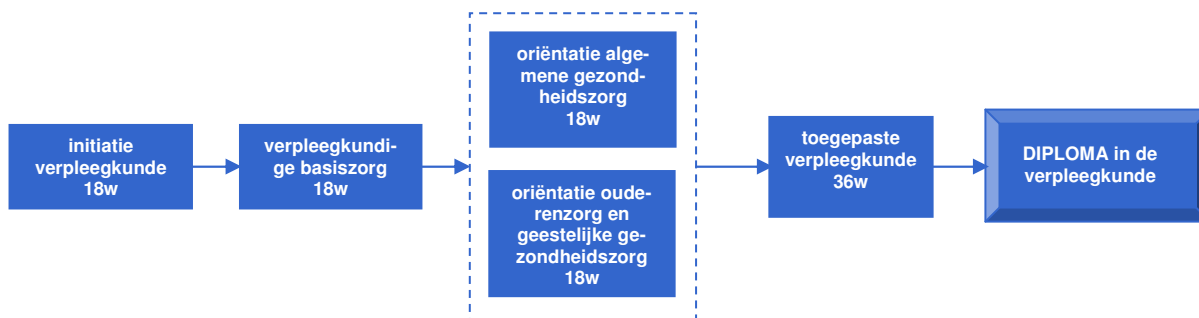 initiatie
verpleegkunde
18w
verpleegkundi-
ge basiszorg
18w
oriëntatie alge-
mene gezond-
heidszorg
18w
oriëntatie oude-
renzorg en
geestelijke ge-
zondheidszorg
18w
toegepaste
verpleegkunde
36w
DIPLOMA in de
verpleegkunde